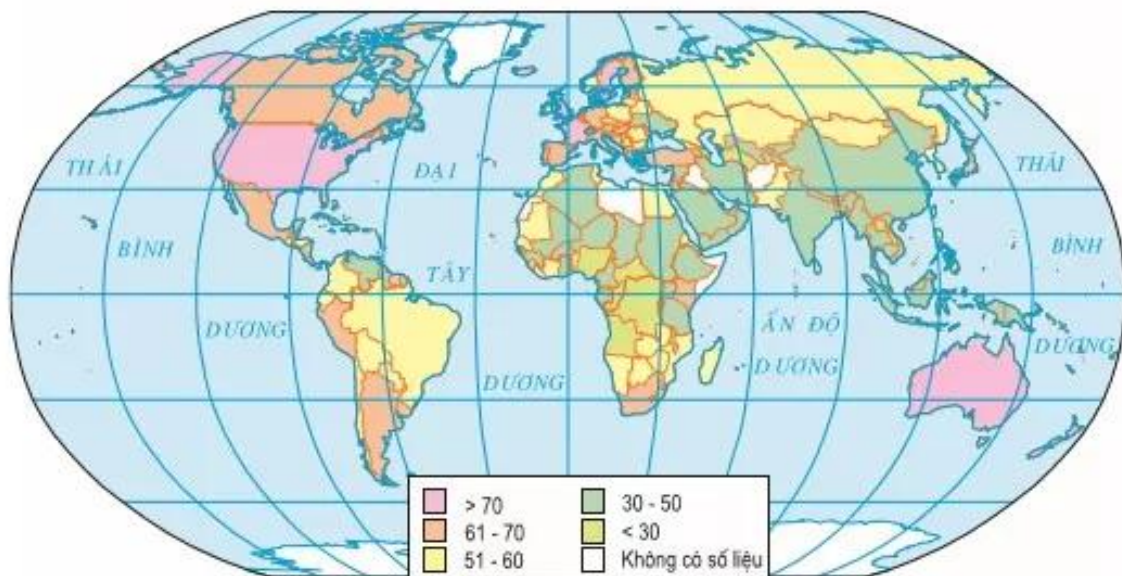 THÁI
ĐẠI
THÁI
BÌNH
TÂY
BÌNH
DƯƠNG
DƯƠNG
ẤN ĐÔ
DƯƠNG
DƯƠNG
> 70
61 - 70
51 - 60
30 - 50
< 30
Không có số liệu